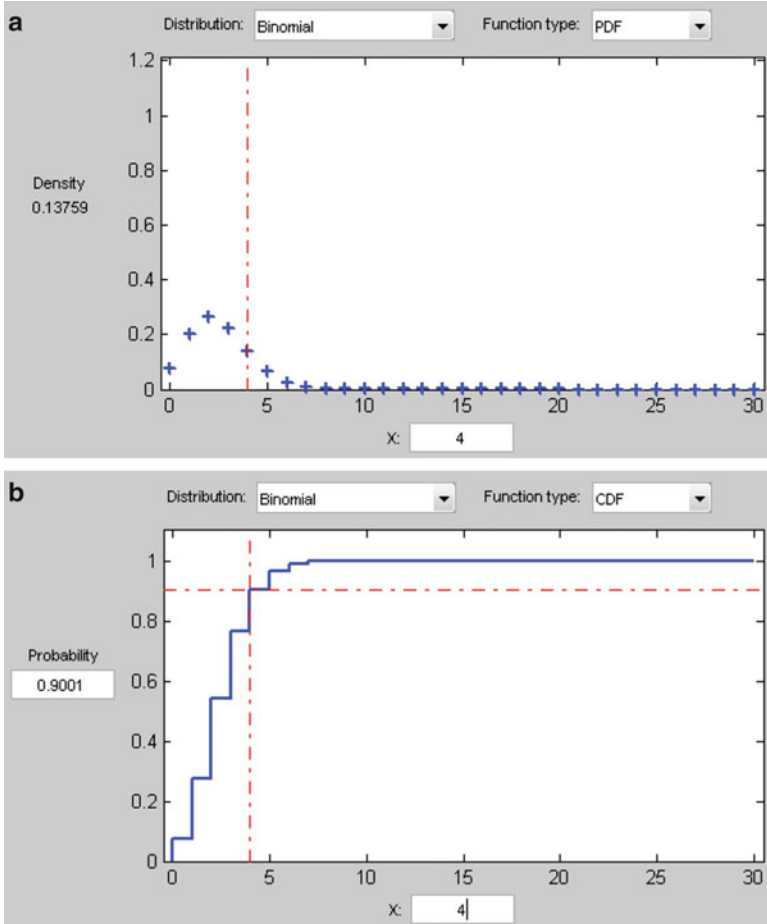 a
Distribution: Binomial Function type: PDF
1.2
1
0.8
0.6
0.4
0.2
0
Density
0.13759
0 5 10 15 20 25 30
X: 4
b
Distribution: Binomial Function type: CDF
1
0.8
0.6
0.4
0.2
0
Probability
0.9001
0 5 10 15 20 25 30
X: 4